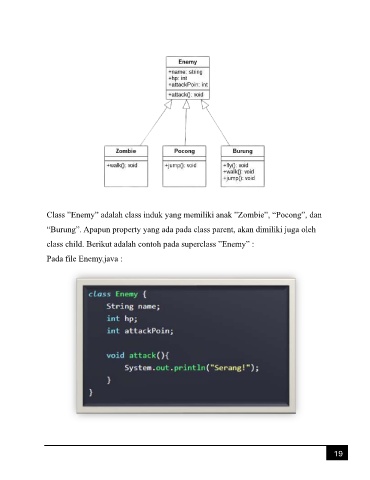 Enemy
+name: string
+hp: int
+attackPoin: int
+attack(): void
Zombie
Pocong
Burung
+walk(): void
+jump(): void
+fly(): void
+walk(): void
+jump(): void
Class "Enemy" adalah class induk yang memiliki anak "Zombie", "Pocong", dan
"Burung". Apapun property yang ada pada class parent, akan dimiliki juga oleh
class child. Berikut adalah contoh pada superclass "Enemy" :
Pada file Enemy.java :
class Enemy {
String name;
int hp;
int attackPoin;
void attack(){
System.out.println("Serang!");
}
}
19